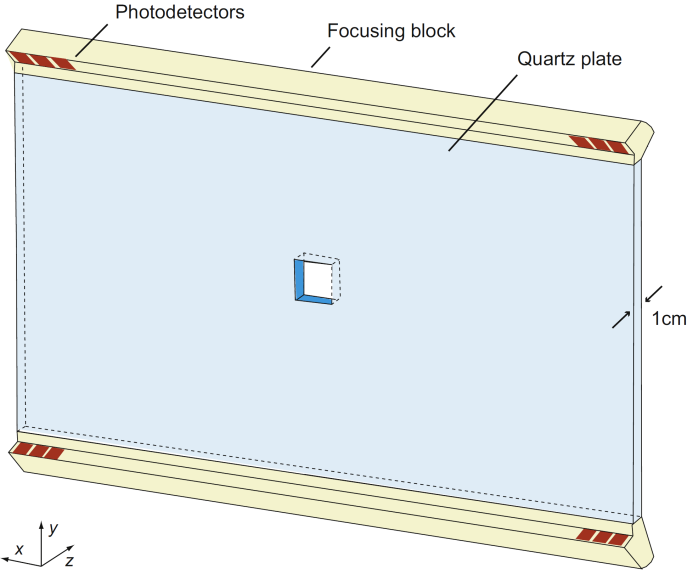 Photodetectors
Focusing block
Quartz plate
1cm
y
x
z